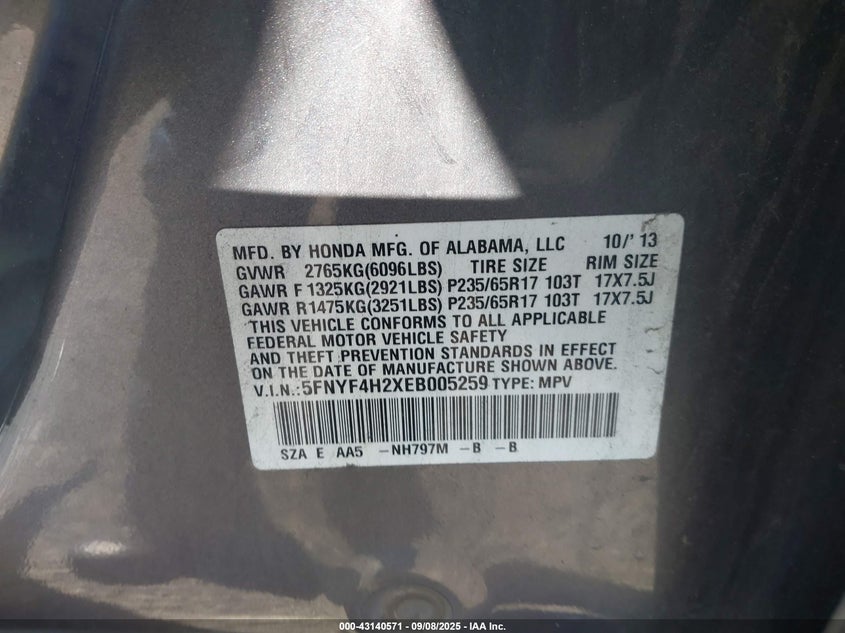 MFD. BY HONDA MFG. OF ALABAMA, LLC 10/'13
GVWR 2765KG(6096LBS) TIRE SIZE RIM SIZE
GAWR F1325KG(2921LBS) P235/65R17 103T 17X7.5J
GAWR R1475KG(3251LBS) P235/65R17 103T 17X7.5J
THIS VEHICLE CONFORMS TO ALL APPLICABLE
FEDERAL MOTOR VEHICLE SAFETY
AND THEFT PREVENTION STANDARDS IN EFFECT
ON THE DATE OF MANUFACTURE SHOWN ABOVE.
V.I.N.:5FNYF4H2XEB005259 TYPE: MPV
SZA E AA5 -NH797M -B -B
000-43140571 - 09/08/2025 - IAA Inc.